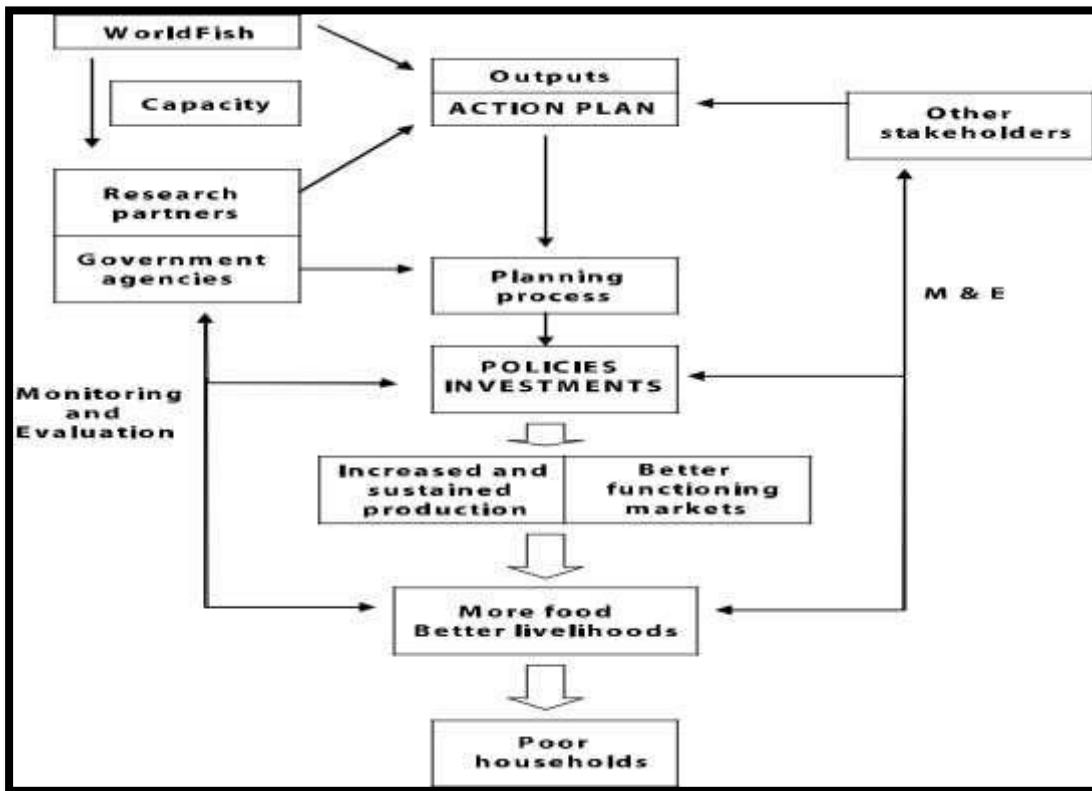 WorldFish
Capacity
Outputs
ACTION PLAN
Other
stakeholders
Research
partners
Government
agencies
Planning
process
M & E
POLICIES
INVESTMENTS
Monitoring
and
Evaluation
Increased and
sustained
production
Better
functioning
markets
More food
Better livelihoods
Poor
households